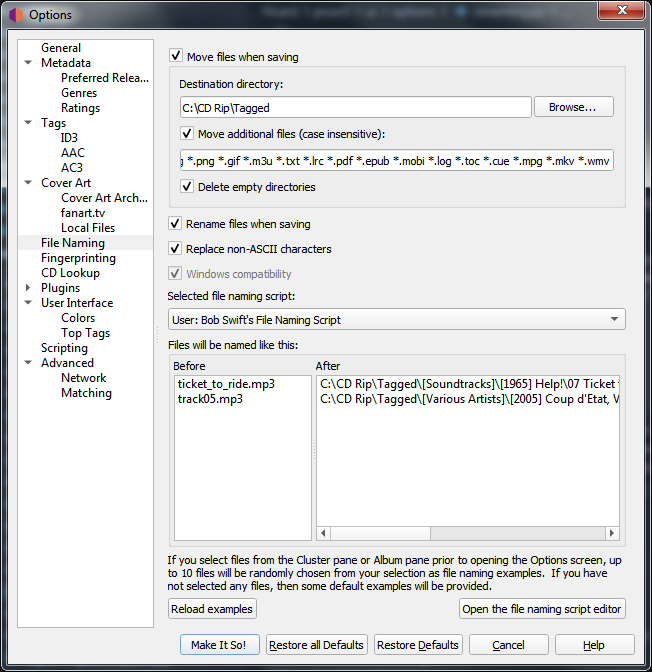 Options
General
Metadata
Preferred Relea...
Genres
Ratings
Tags
ID3
AAC
AC3
Cover Art
Cover Art Arch...
fanart.tv
Local Files
File Naming
Fingerprinting
CD Lookup
Plugins
User Interface
Colors
Top Tags
Scripting
Advanced
Network
Matching
Move files when saving
Destination directory:
C:\CD Rip\Tagged
Browse...
Move additional files (case insensitive):
*.png *.gif *.m3u *.txt *.lrc *.pdf *.epub *.mobi *.log *.toc *.cue *.mpg *.mkv *.wmv
Delete empty directories
Rename files when saving
Replace non-ASCII characters
Windows compatibility
Selected file naming script:
User: Bob Swift's File Naming Script
Files will be named like this:
Before
ticket_to_ride.mp3
track05.mp3
After
C:\CD Rip\Tagged\[Soundtracks]\[1965] Help!\07 Ticket
C:\CD Rip\Tagged\[Various Artists]\[2005] Coup d'Etat, V
If you select files from the Cluster pane or Album pane prior to opening the Options screen, up
to 10 files will be randomly chosen from your selection as file naming examples. If you have
not selected any files, then some default examples will be provided.
Reload examples
Open the file naming script editor
Make It So!
Restore all Defaults
Restore Defaults
Cancel
Help